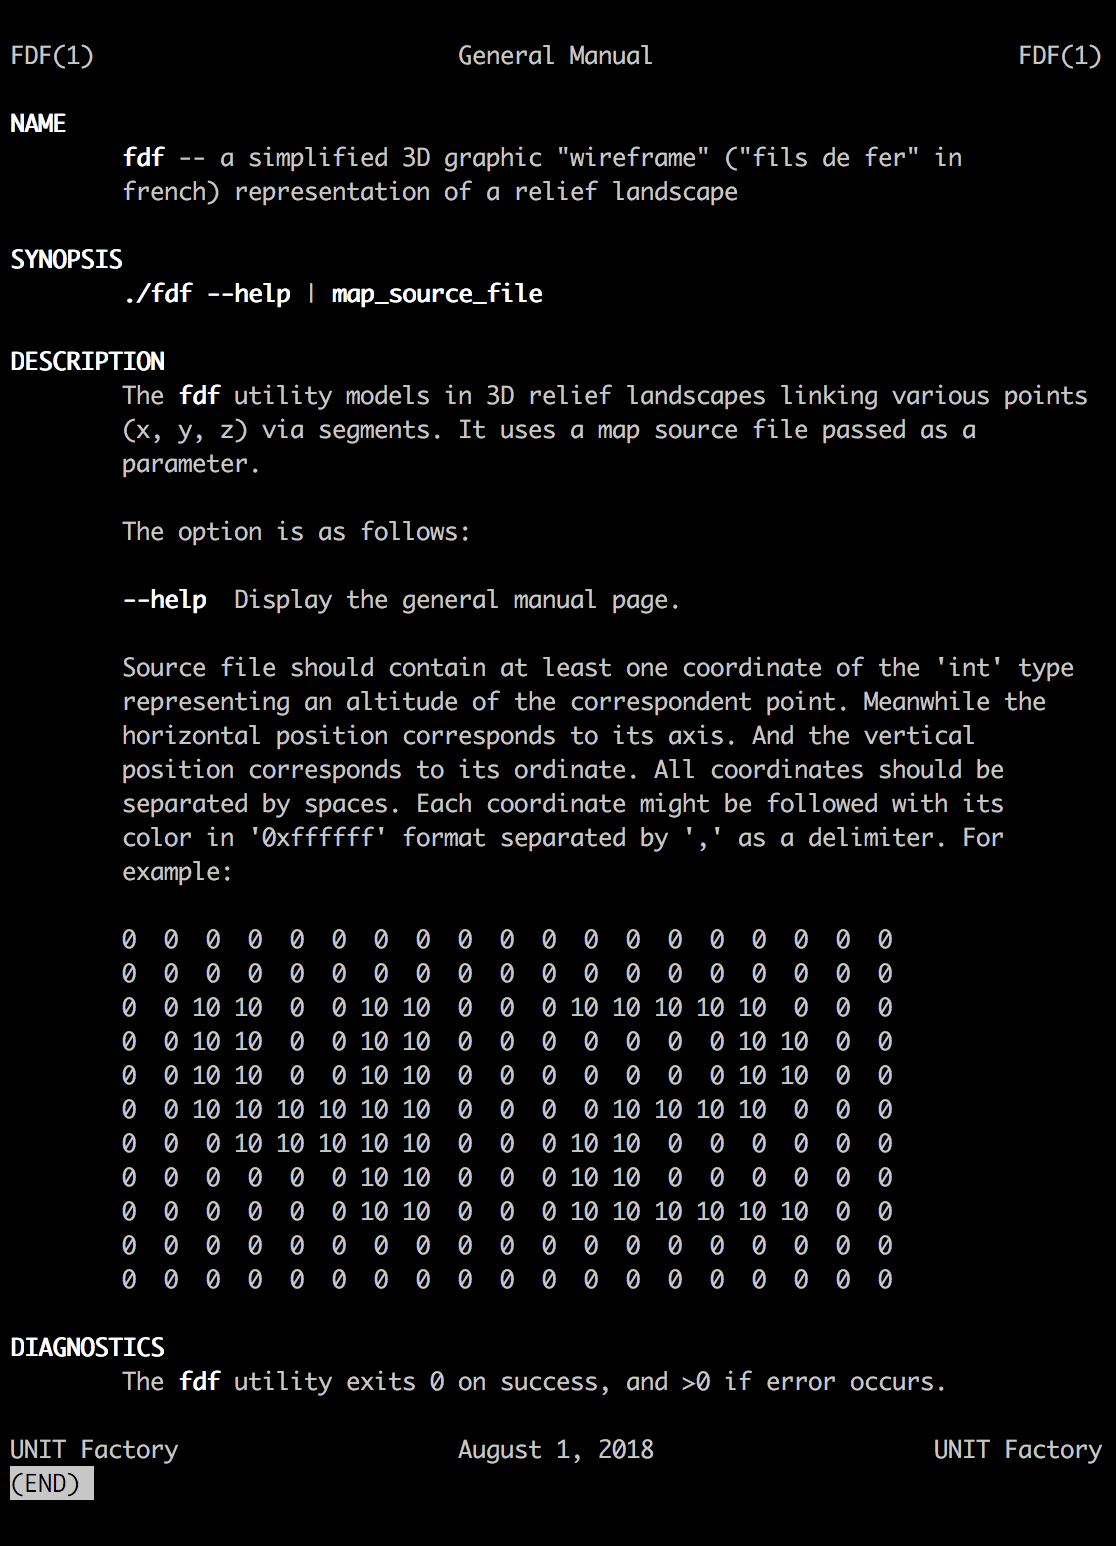 FDF(1) General Manual FDF(1)
NAME
fdf -- a simplified 3D graphic "wireframe" ("fils de fer" in
french) representation of a relief landscape
SYNOPSIS
./fdf --help | map_source_file
DESCRIPTION
The fdf utility models in 3D relief landscapes linking various points
(x, y, z) via segments. It uses a map source file passed as a
parameter.
The option is as follows:
--help  Display the general manual page.
Source file should contain at least one coordinate of the 'int' type
representing an altitude of the correspondent point. Meanwhile the
horizontal position corresponds to its axis. And the vertical
position corresponds to its ordinate. All coordinates should be
separated by spaces. Each coordinate might be followed with its
color in '0xffffff' format separated by ',' as a delimiter. For
example:
0  0  0  0  0  0  0  0  0  0  0  0  0  0  0  0  0  0  0
0  0  0  0  0  0  0  0  0  0  0  0  0  0  0  0  0  0  0
0  0 10 10  0  0 10 10  0  0  0 10 10 10 10 10  0  0  0
0  0 10 10  0  0 10 10  0  0  0  0  0  0  0 10 10  0  0
0  0 10 10  0  0 10 10  0  0  0  0  0  0  0 10 10  0  0
0  0 10 10 10 10 10 10  0  0  0  0 10 10 10 10  0  0  0
0  0  0 10 10 10 10 10  0  0  0 10 10  0  0  0  0  0  0
0  0  0  0  0  0 10 10  0  0  0 10 10  0  0  0  0  0  0
0  0  0  0  0  0 10 10  0  0  0 10 10 10 10 10 10  0  0
0  0  0  0  0  0  0  0  0  0  0  0  0  0  0  0  0  0  0
0  0  0  0  0  0  0  0  0  0  0  0  0  0  0  0  0  0  0
DIAGNOSTICS
The fdf utility exits 0 on success, and >0 if error occurs.
UNIT Factory August 1, 2018 UNIT Factory
(END)